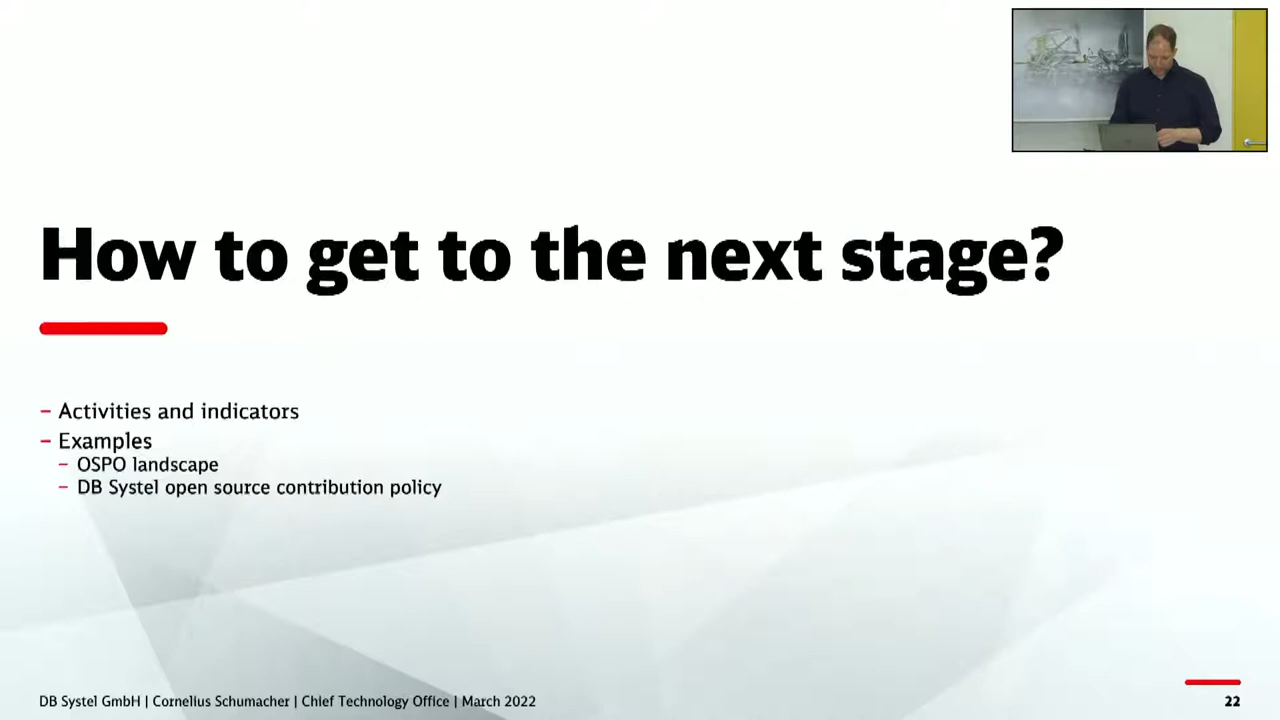 How to get to the next stage?
– Activities and indicators
– Examples
– OSPO landscape
– DB Systel open source contribution policy
DB Systel GmbH | Cornelius Schumacher | Chief Technology Office | March 2022
22